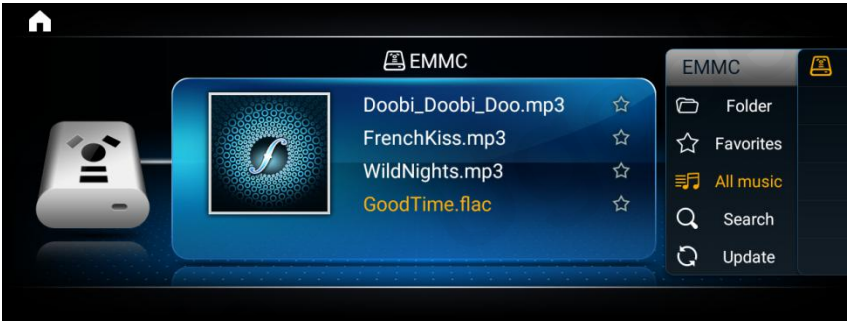 EMMC
Doobi_Doobi_Doo.mp3
FrenchKiss.mp3
WildNights.mp3
GoodTime.flac
EMMC
Folder
Favorites
All music
Search
Update